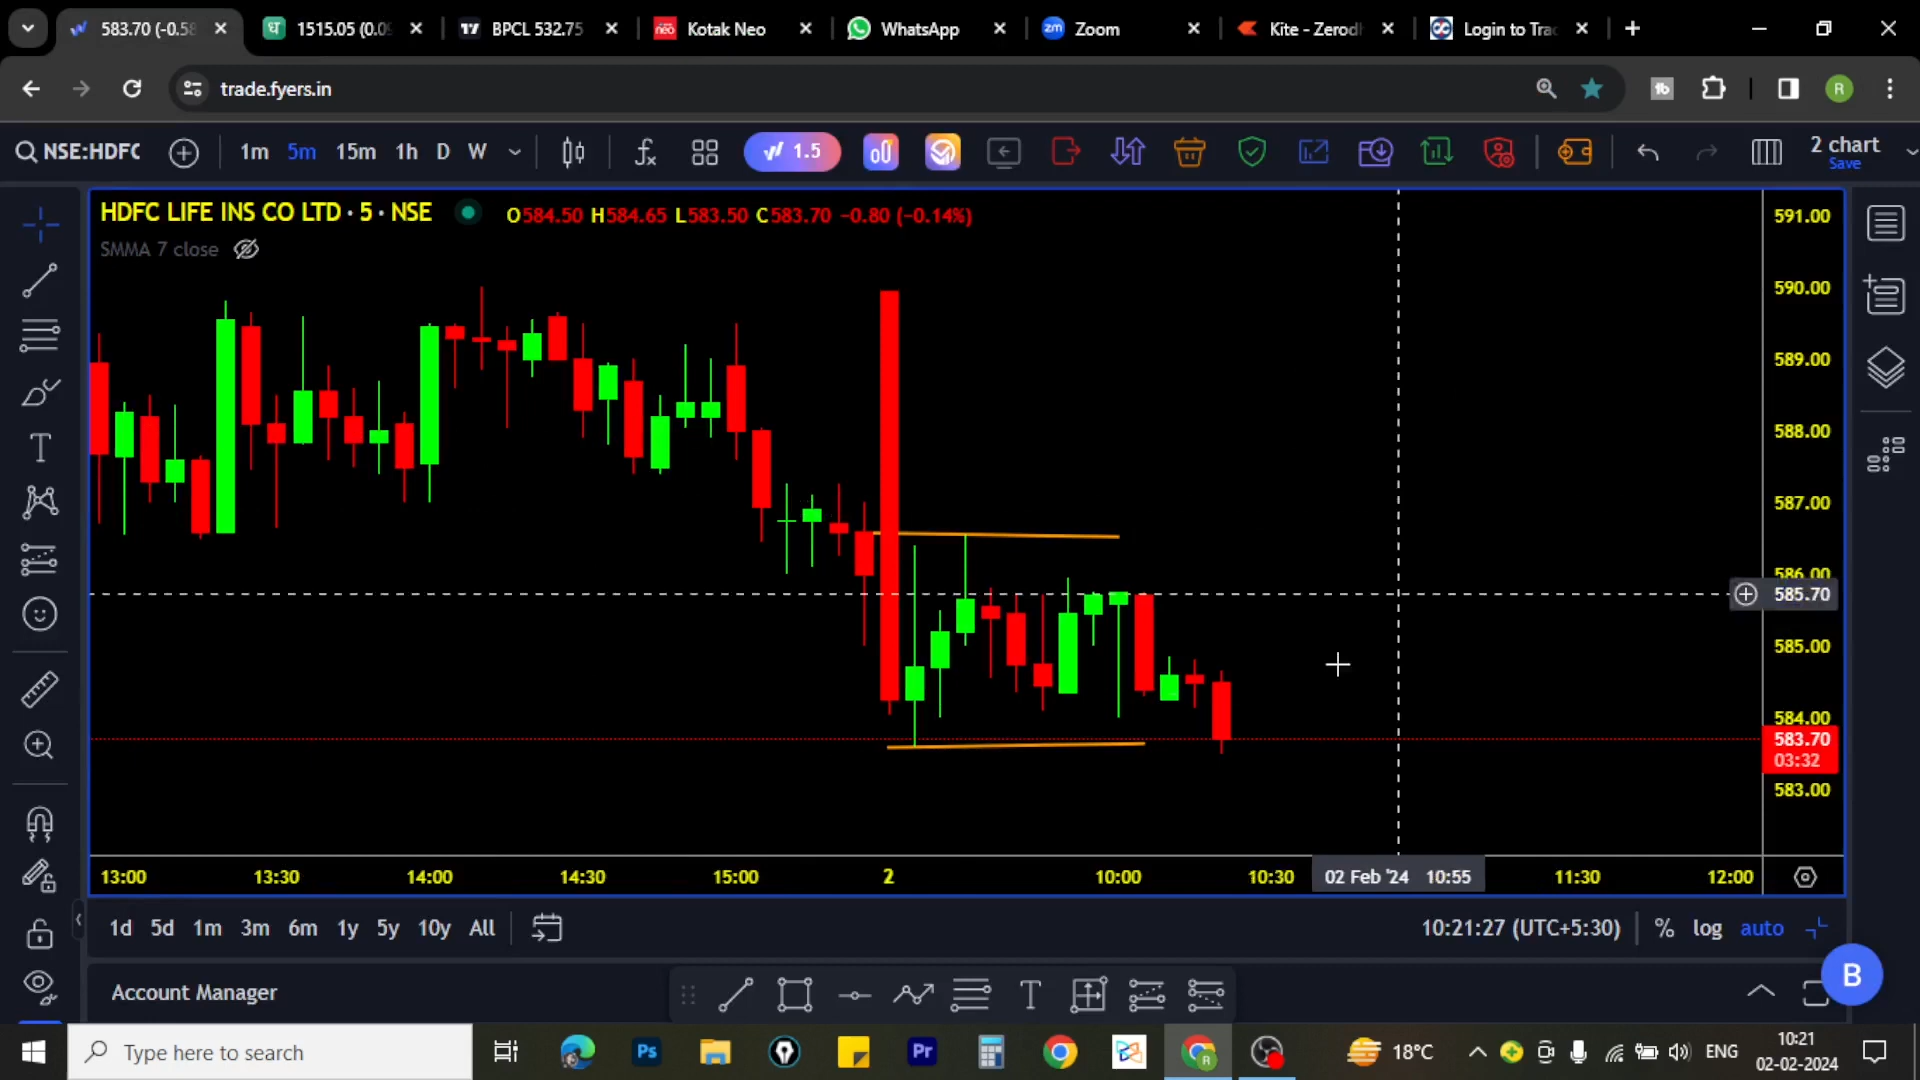 583.70 (-0.58
1515.05 (0.09
BPCL 532.75
neo Kotak Neo
WhatsApp
zm Zoom
Kite - Zerodh
Login to Trac
trade.fyers.in
R
NSE:HDFC
1m 5m 15m 1h D W
1.5
2 chart
Save
HDFC LIFE INS CO LTD · 5 · NSE
O584.50 H584.65 L583.50 C583.70 −0.80 (−0.14%)
SMMA 7 close
591.00
590.00
589.00
588.00
587.00
586.00
585.70
585.00
584.00
583.70
03:32
583.00
13:00 13:30 14:00 14:30 15:00 2 10:00 10:30 02 Feb '24 10:55 11:30 12:00
1d 5d 1m 3m 6m 1y 5y 10y All
10:21:27 (UTC+5:30) % log auto
Account Manager
B
Type here to search
Ps
Pr
R
18°C
ENG
10:21
02-02-2024